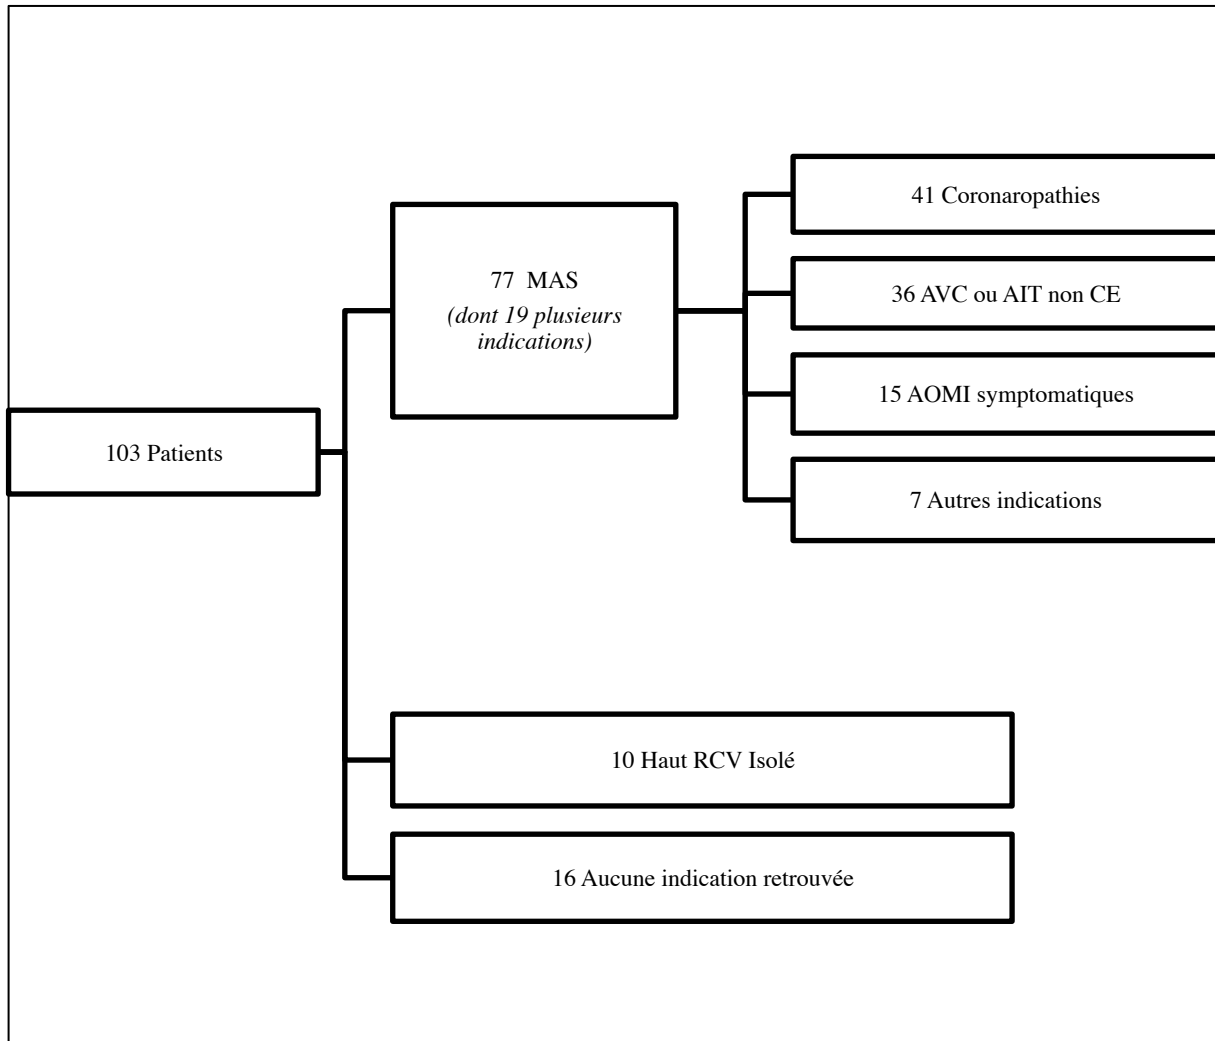 103 Patients
77 MAS
(dont 19 plusieurs
indications)
41 Coronaropathies
36 AVC ou AIT non CE
15 AOMI symptomatiques
7 Autres indications
10 Haut RCV Isolé
16 Aucune indication retrouvée